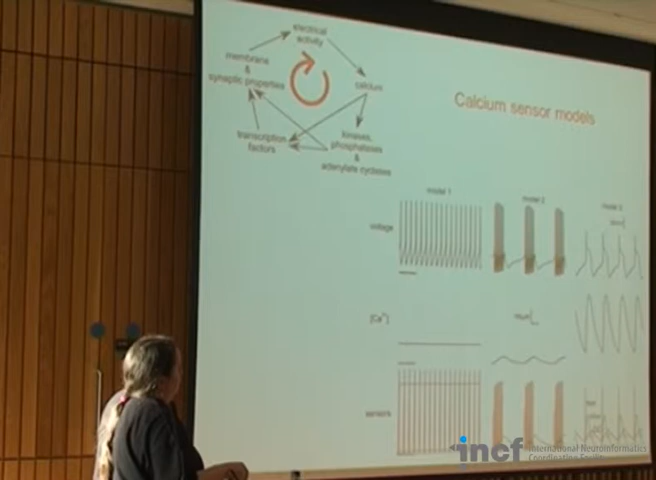 electrical
activity
membrane
&
synaptic properties
calcium
transcription
factors
kinases,
phosphatases
&
adenylate cyclases
Calcium sensor models
model 1
model 2
model 3
voltage
[Ca²⁺]
sensors
incf
International Neuroinformatics
Coordinating Facility